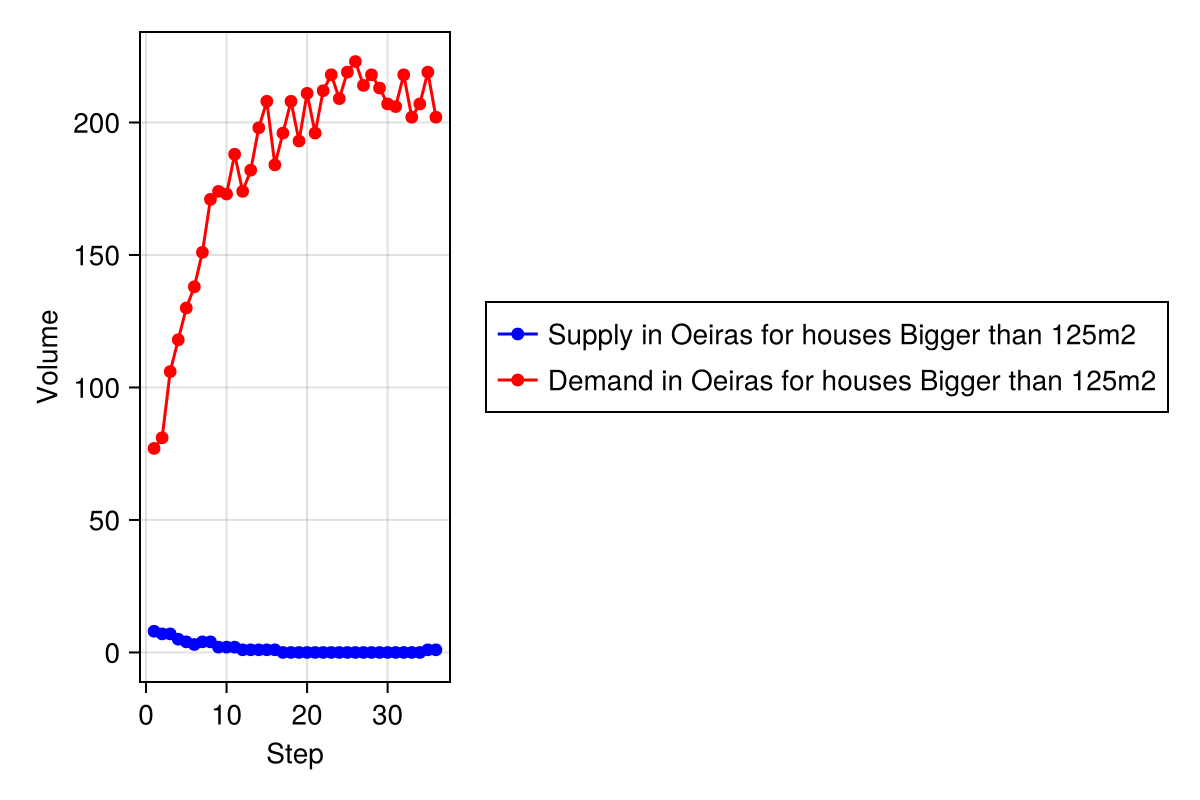 200
150
100
50
0
0 10 20 30
Volume
Step
Supply in Oeiras for houses Bigger than 125m2
Demand in Oeiras for houses Bigger than 125m2